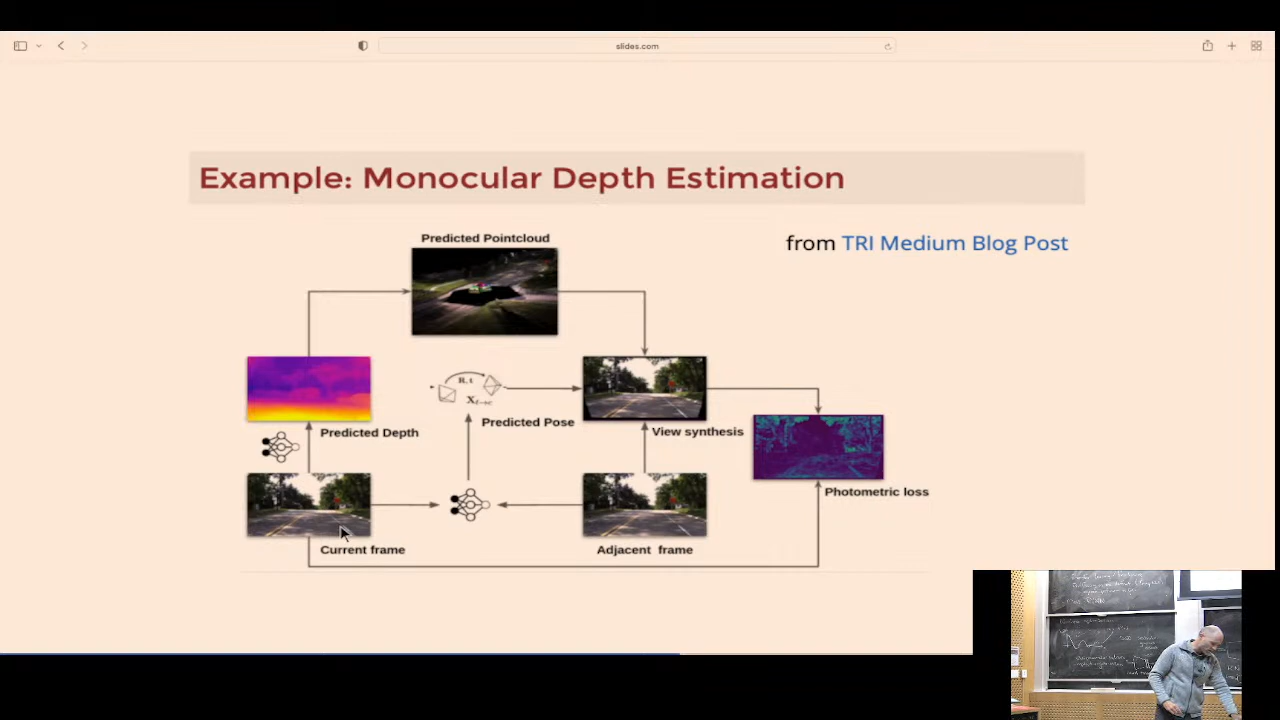 slides.com
Example: Monocular Depth Estimation
from TRI Medium Blog Post
Predicted Pointcloud
R,t
Predicted Pose
Predicted Depth
View synthesis
Photometric loss
Current frame
Adjacent frame